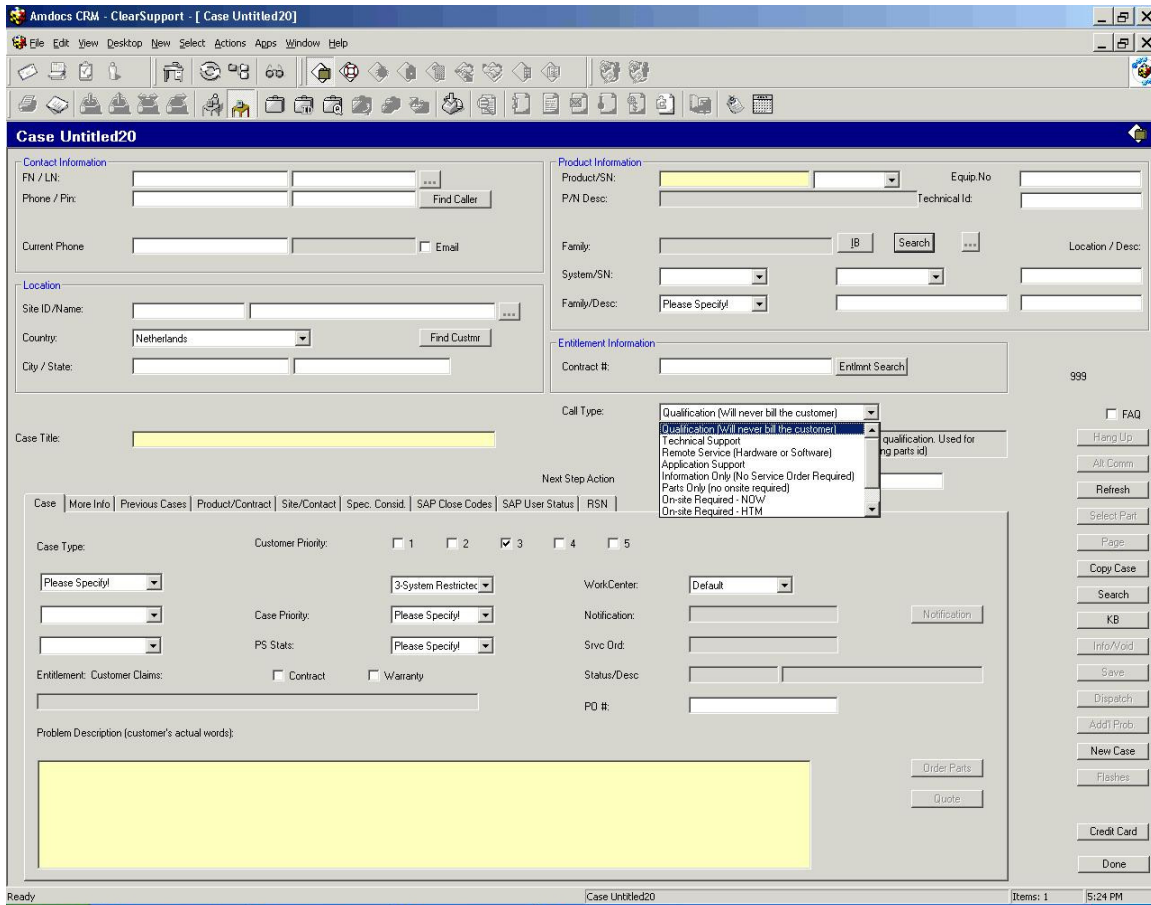 Amdocs CRM - ClearSupport - [ Case Untitled20]
File Edit View Desktop New Select Actions Apps Window Help
Case Untitled20
Contact Information
FN / LN:
...
Phone / Pin:
Find Caller
Current Phone
Email
Location
Site ID/Name:
...
Country:
Netherlands
Find Custmr
City / State:
Product Information
Product/SN:
Equip.No
P/N Desc:
Technical Id:
Family:
IB
Search
...
Location / Desc:
System/SN:
Family/Desc:
Please Specify!
Entitlement Information
Contract #:
Entlmnt Search
999
Call Type:
Qualification (Will never bill the customer)
FAQ
Case Title:
Qualification (Will never bill the customer)
Technical Support
Remote Service (Hardware or Software)
Application Support
Information Only (No Service Order Required)
Parts Only (no onsite required)
On-site Required - NOW
On-site Required - HTM
qualification. Used for
ng parts id)
Next Step Action
Hang Up
Alt Comm
Refresh
Select Part
Page
Copy Case
Search
KB
Info/Void
Save
Dispatch
Add'l Prob
New Case
Flashes
Credit Card
Done
Case More Info Previous Cases Product/Contract Site/Contact Spec. Consid. SAP Close Codes SAP User Status RSN
Case Type:
Customer Priority:
1 2 3 4 5
Please Specify!
3-System Restricted
WorkCenter:
Default
Case Priority:
Please Specify!
Notification:
Notification
PS Stats:
Please Specify!
Srvc Ord:
Entitlement: Customer Claims:
Contract
Warranty
Status/Desc
PO #:
Problem Description (customer's actual words):
Order Parts
Quote
Ready
Case Untitled20
Items: 1
5:24 PM